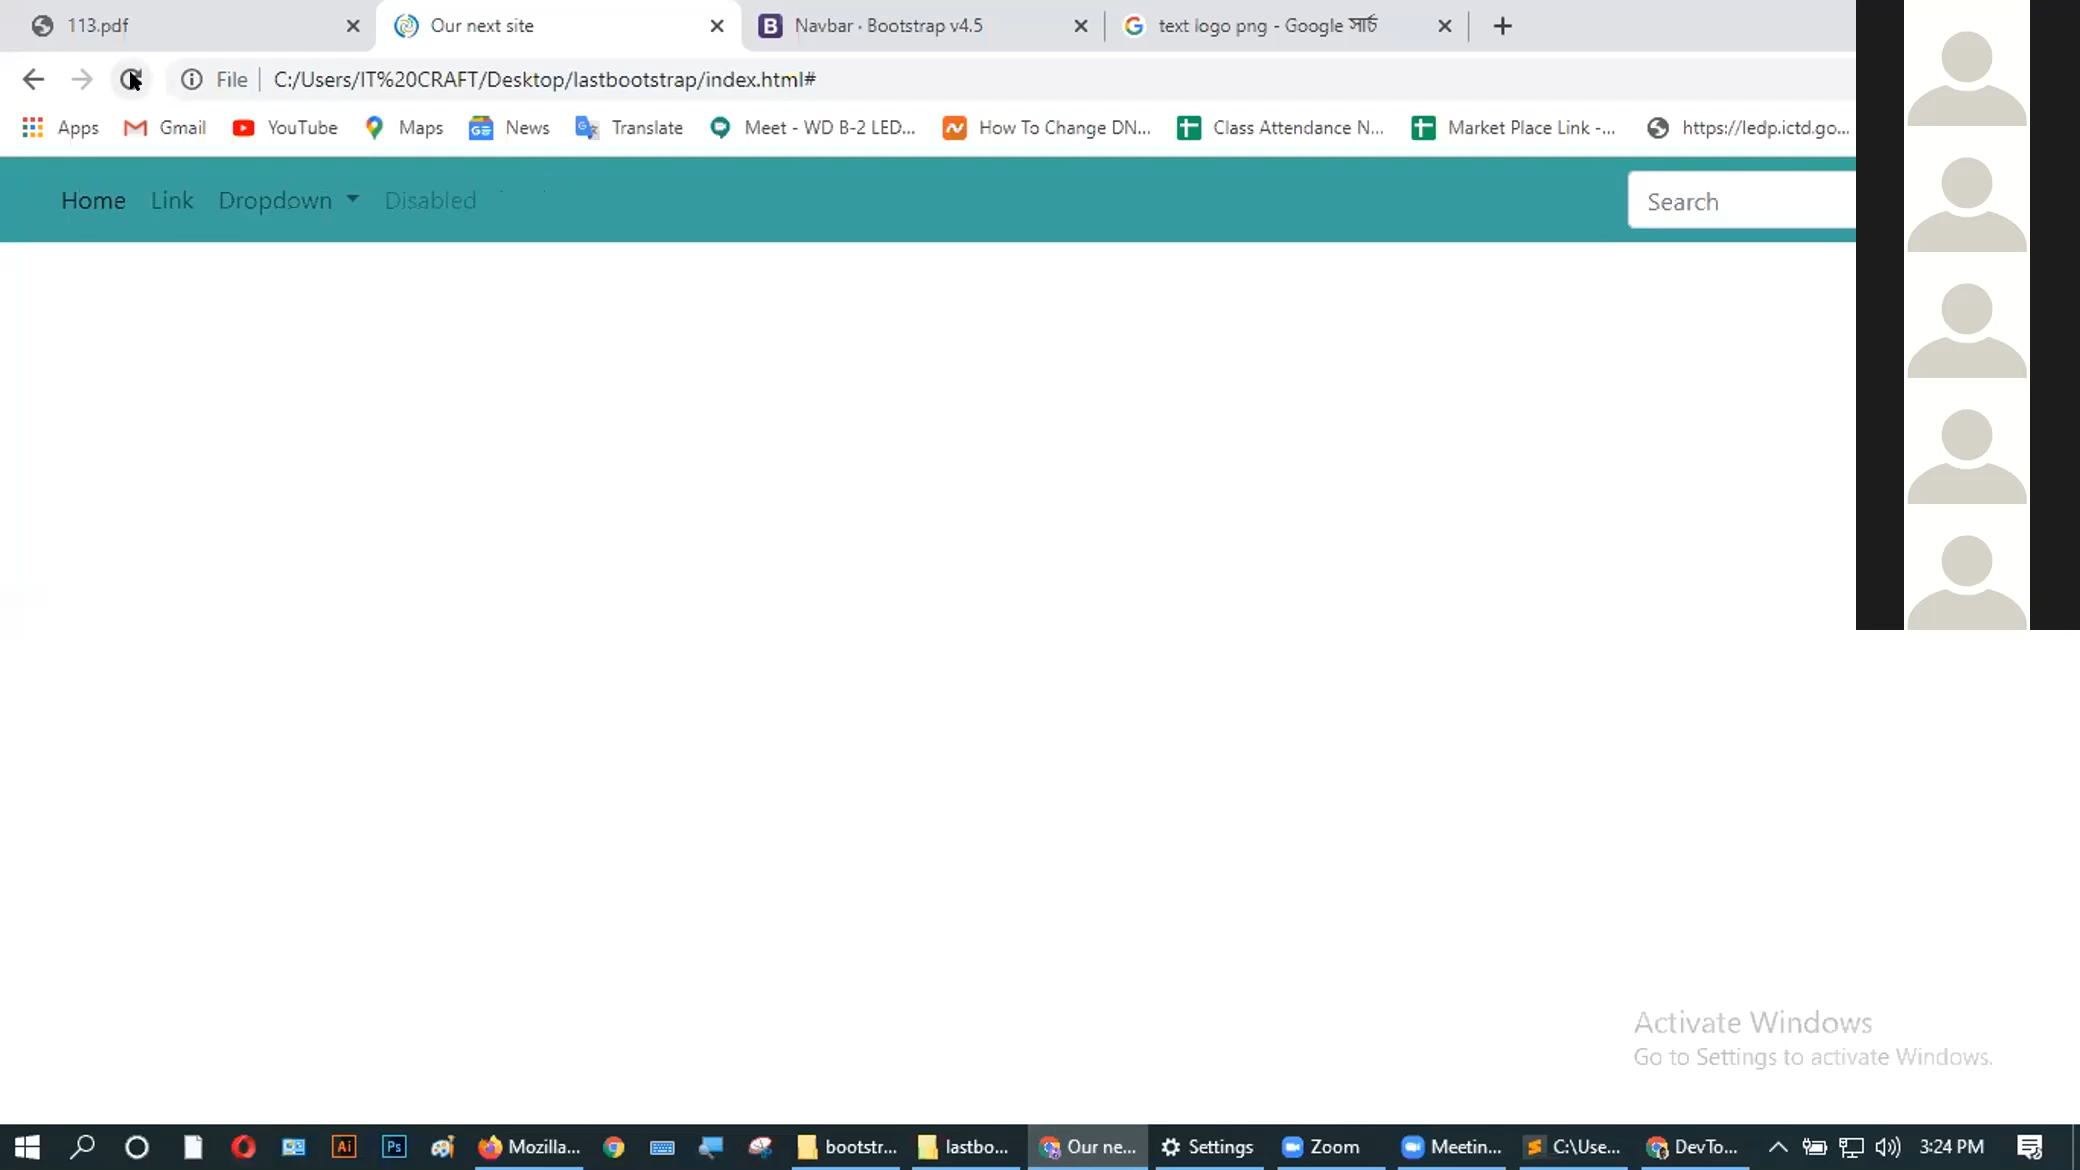 113.pdf
Our next site
Navbar · Bootstrap v4.5
text logo png - Google সার্চ
File
C:/Users/IT%20CRAFT/Desktop/lastbootstrap/index.html#
Apps
Gmail
YouTube
Maps
News
Translate
Meet - WD B-2 LED...
How To Change DN...
Class Attendance N...
Market Place Link -...
https://ledp.ictd.go...
Home
Link
Dropdown
Disabled
Search
Activate Windows
Go to Settings to activate Windows.
Mozilla...
bootstr...
lastbo...
Our ne...
Settings
Zoom
Meetin...
C:\Use...
DevTo...
3:24 PM